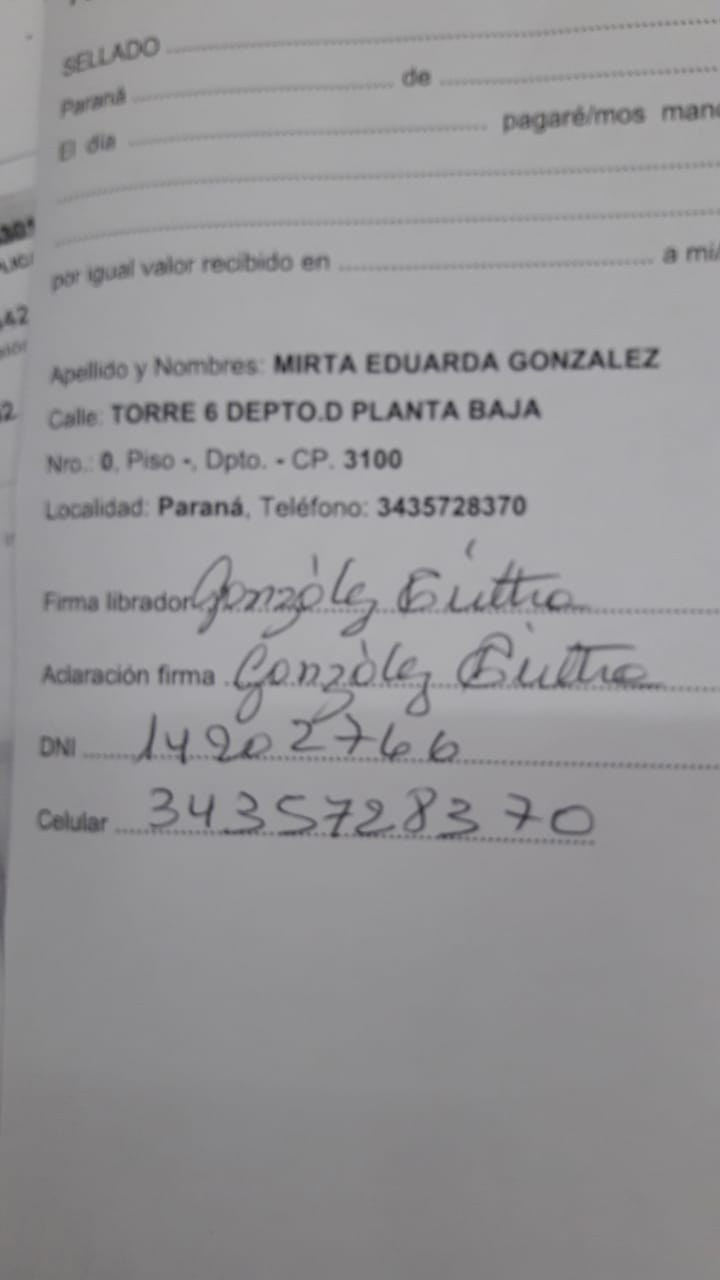 SELLADO
Paraná de
El día pagaré/mos
por igual valor recibido en a mi/
Apellido y Nombres: MIRTA EDUARDA GONZALEZ
Calle: TORRE 6 DEPTO.D PLANTA BAJA
Nro.: 0, Piso -, Dpto. - CP. 3100
Localidad: Paraná, Teléfono: 3435728370
Firma librador Gonzàlez
Aclaración firma Gonzàlez
DNI 14202766
Celular 3435728370